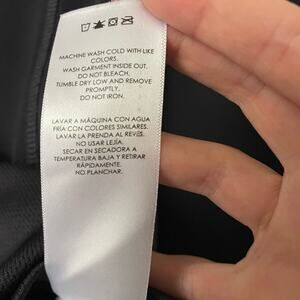 MACHINE WASH COLD WITH LIKE
COLORS.
WASH GARMENT INSIDE OUT,
DO NOT BLEACH,
TUMBLE DRY LOW AND REMOVE
PROMPTLY.
DO NOT IRON.
LAVAR A MÁQUINA CON AGUA
FRÍA CON COLORES SIMILARES.
LAVAR LA PRENDA AL REVÉS.
NO USAR LEJÍA.
SECAR EN SECADORA A
TEMPERATURA BAJA Y RETIRAR
RÁPIDAMENTE.
NO PLANCHAR.